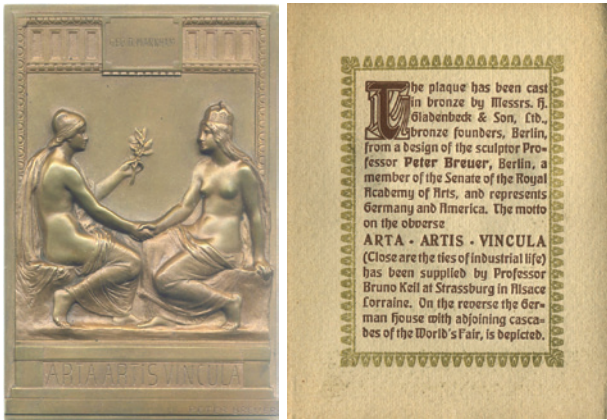 ARTA ARTIS VINCULA
The plaque has been cast
in bronze by Messrs. H.
Gladenbeck & Son, Ltd.,
bronze founders, Berlin,
from a design of the sculptor Pro-
fessor Peter Breuer, Berlin, a
member of the Senate of the Royal
Academy of Arts, and represents
Germany and America. The motto
on the obverse
ARTA · ARTIS · VINCULA
(Close are the ties of industrial life)
has been supplied by Professor
Bruno Keil at Strassburg in Alsace
Lorraine. On the reverse the Ger-
man House with adjoining casca-
des of the World's Fair, is depicted.